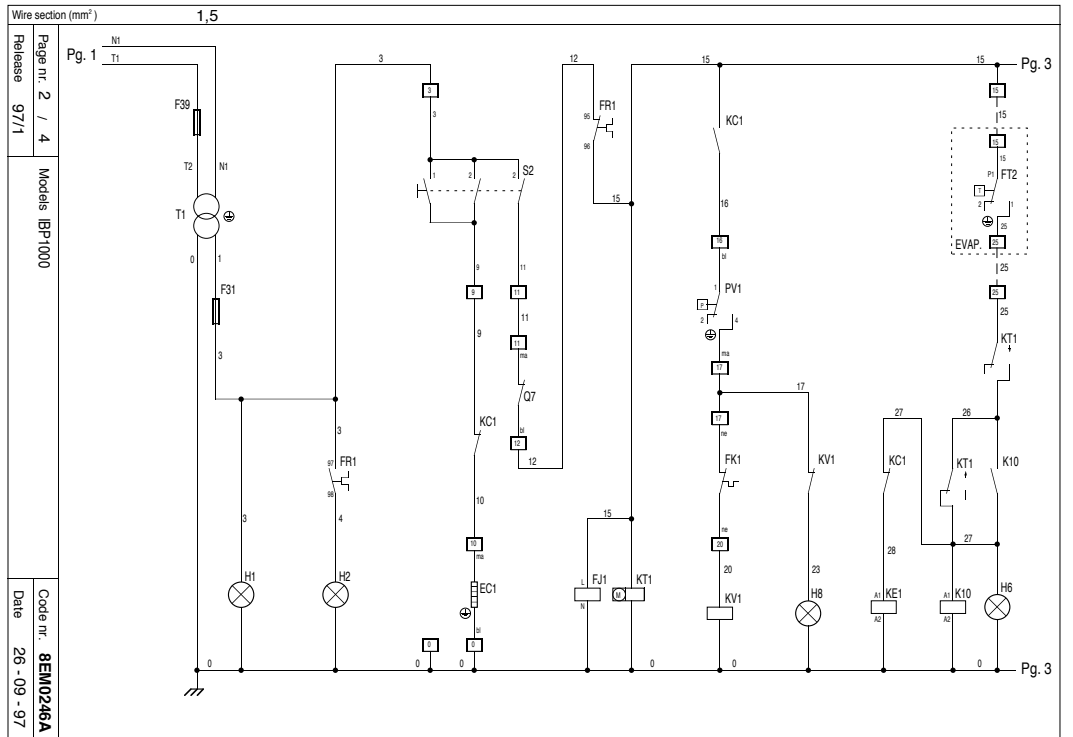 Wire section (mm²)
1,5
Page nr. 2 / 4
Release 97/1
Models IBP1000
Code nr. 8EM0246A
Date 26 - 09 - 97
Pg. 1
N1
T1
F39
T2
N1
T1
0
1
F31
3
3
H1
3
97
FR1
98
4
H2
3
3
3
1
2
2
S2
9
9
9
KC1
10
10
ma
EC1
bl
0
0
11
11
11
11
ma
Q7
bl
12
12
12
95
FR1
96
15
15
L
FJ1
N
M
KT1
15
KC1
16
16
bl
1
PV1
P
2
4
ma
17
17
17
ne
FK1
ne
20
20
KV1
KV1
23
H8
15
Pg. 3
15
15
15
15
P1
FT2
T
2
1
25
EVAP.
25
25
25
25
KT1
27
26
KC1
KT1
K10
27
28
A1
KE1
A2
A1
K10
A2
H6
0
0
0
0
0
0
Pg. 3